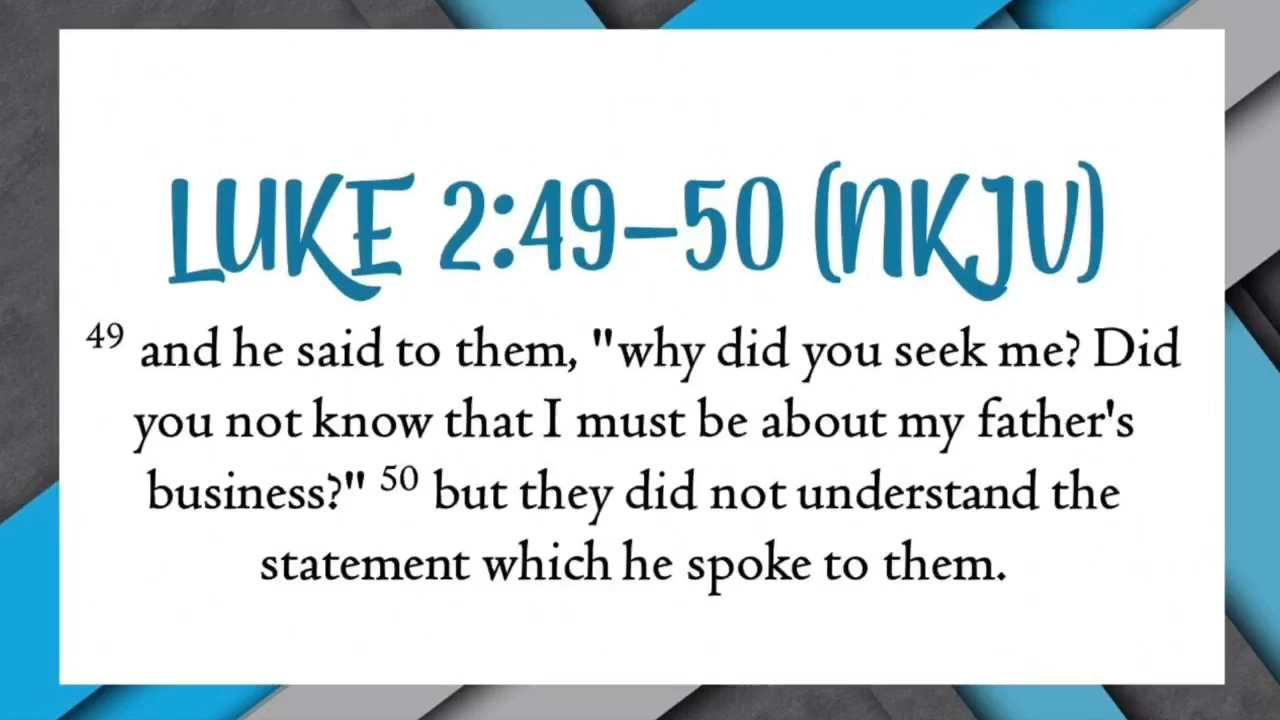 LUKE 2:49–50 (NKJV)
49 and he said to them, "why did you seek me? Did
you not know that I must be about my father's
business?" 50 but they did not understand the
statement which he spoke to them.